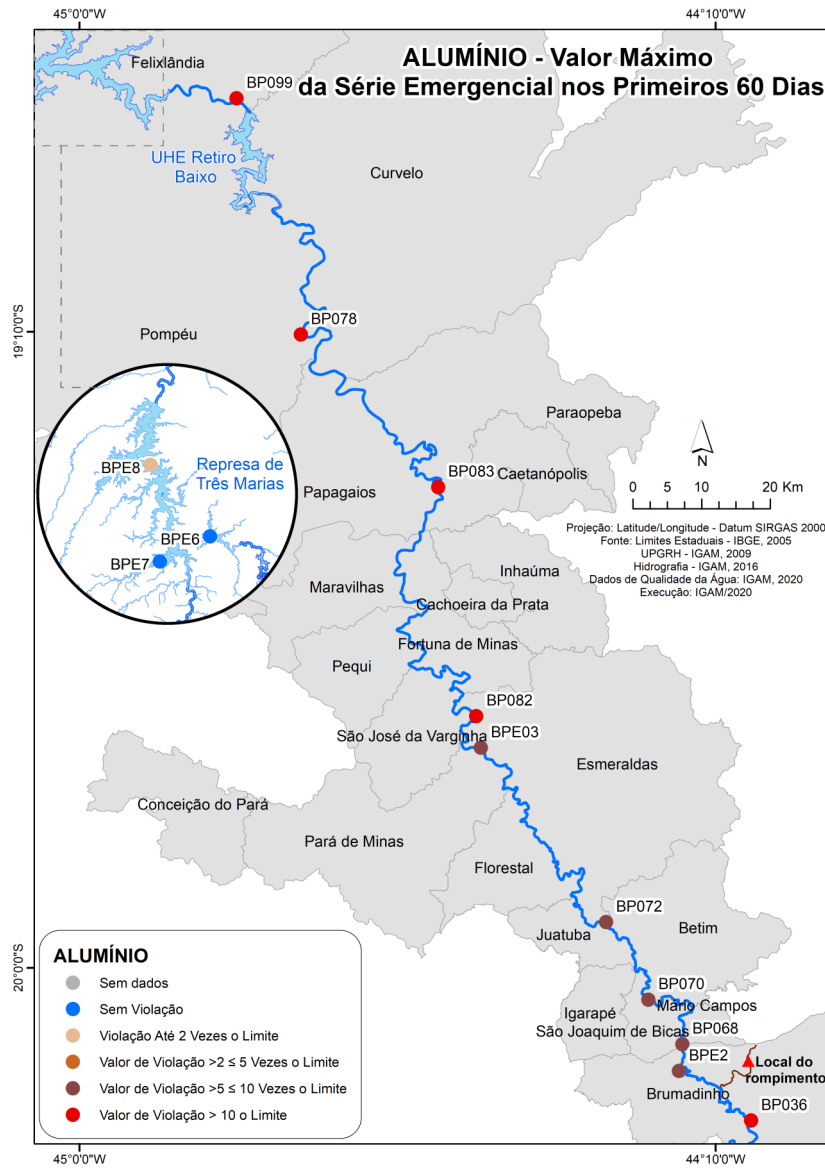 45°0'0"W
44°10'0"W
ALUMÍNIO - Valor Máximo
da Série Emergencial nos Primeiros 60 Dias
Felixlândia
BP099
UHE Retiro
Baixo
Curvelo
19°10'0"S
BP078
Pompéu
Paraopeba
BPE8
Represa de
Três Marias
BP083
Caetanópolis
N
Papagaios
0 5 10 20 Km
BPE6
BPE7
Projeção: Latitude/Longitude - Datum SIRGAS 2000
Fonte: Limites Estaduais - IBGE, 2005
UPGRH - IGAM, 2009
Hidrografia - IGAM, 2016
Dados de Qualidade da Água: IGAM, 2020
Execução: IGAM/2020
Inhaúma
Maravilhas
Cachoeira da Prata
Fortuna de Minas
Pequi
BP082
São José da Varginha
BPE03
Esmeraldas
Conceição do Pará
Pará de Minas
Florestal
BP072
Juatuba
Betim
20°0'0"S
BP070
Mário Campos
Igarapé
São Joaquim de Bicas
BP068
BPE2
Local do
rompimento
Brumadinho
BP036
ALUMÍNIO
Sem dados
Sem Violação
Violação Até 2 Vezes o Limite
Valor de Violação >2 ≤ 5 Vezes o Limite
Valor de Violação >5 ≤ 10 Vezes o Limite
Valor de Violação > 10 o Limite
45°0'0"W
44°10'0"W